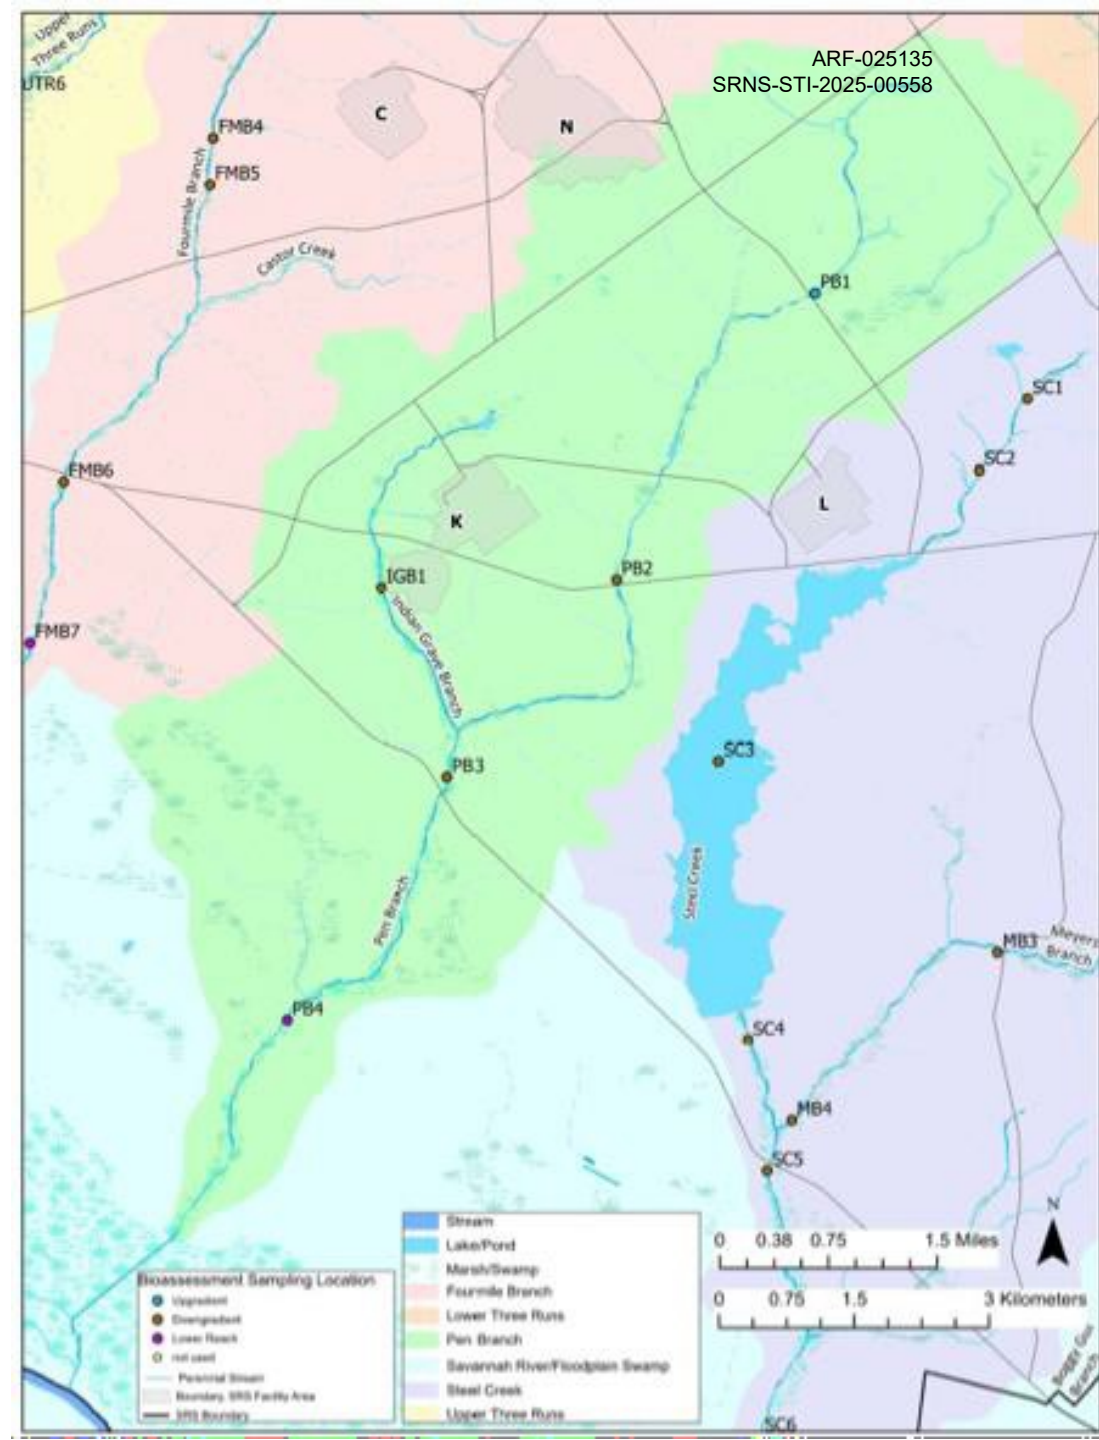 ARF-025135
SRNS-STI-2025-00558
Upper
Three Runs
UTR6
C
N
FMB4
FMB5
Fourmile Branch
Castor Creek
PB1
SC1
SC2
FMB6
K
L
IGB1
PB2
Indian Grave Branch
FMB7
SC3
PB3
Steel Creek
Pen Branch
MB3
Meyers
Branch
PB4
SC4
MB4
SC5
SC6
Boggy Gut
Branch
Bioassessment Sampling Location
Upgradient
Downgradient
Lower Reach
not used
Perennial Stream
Boundary, SRS Facility Area
SRS Boundary
Stream
Lake/Pond
Marsh/Swamp
Fourmile Branch
Lower Three Runs
Pen Branch
Savannah River/Floodplain Swamp
Steel Creek
Upper Three Runs
0 0.38 0.75 1.5 Miles
0 0.75 1.5 3 Kilometers
N